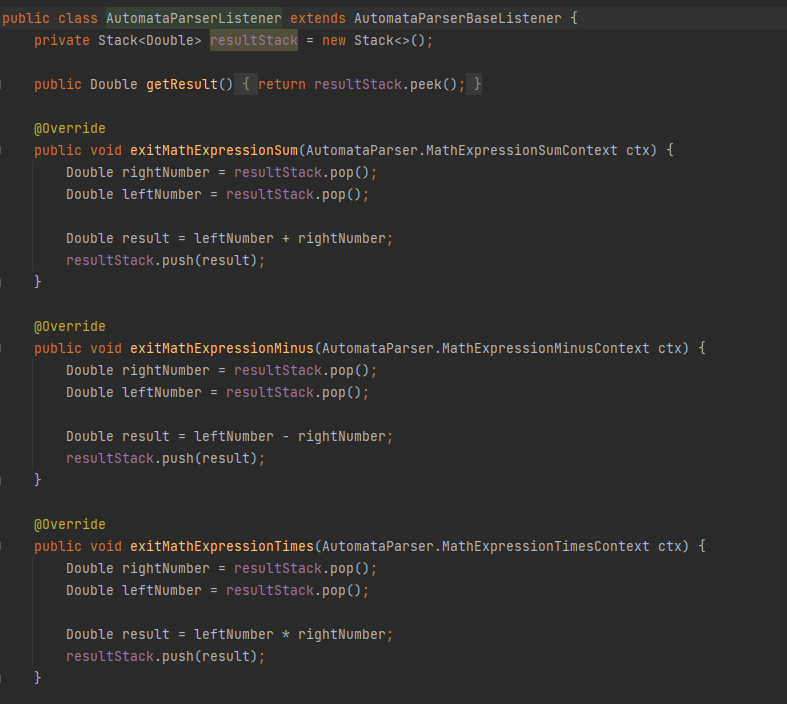 public class AutomataParserListener extends AutomataParserBaseListener {
    private Stack<Double> resultStack = new Stack<>();
    public Double getResult() { return resultStack.peek(); }
    @Override
    public void exitMathExpressionSum(AutomataParser.MathExpressionSumContext ctx) {
        Double rightNumber = resultStack.pop();
        Double leftNumber = resultStack.pop();
        Double result = leftNumber + rightNumber;
        resultStack.push(result);
    }
    @Override
    public void exitMathExpressionMinus(AutomataParser.MathExpressionMinusContext ctx) {
        Double rightNumber = resultStack.pop();
        Double leftNumber = resultStack.pop();
        Double result = leftNumber - rightNumber;
        resultStack.push(result);
    }
    @Override
    public void exitMathExpressionTimes(AutomataParser.MathExpressionTimesContext ctx) {
        Double rightNumber = resultStack.pop();
        Double leftNumber = resultStack.pop();
        Double result = leftNumber * rightNumber;
        resultStack.push(result);
    }